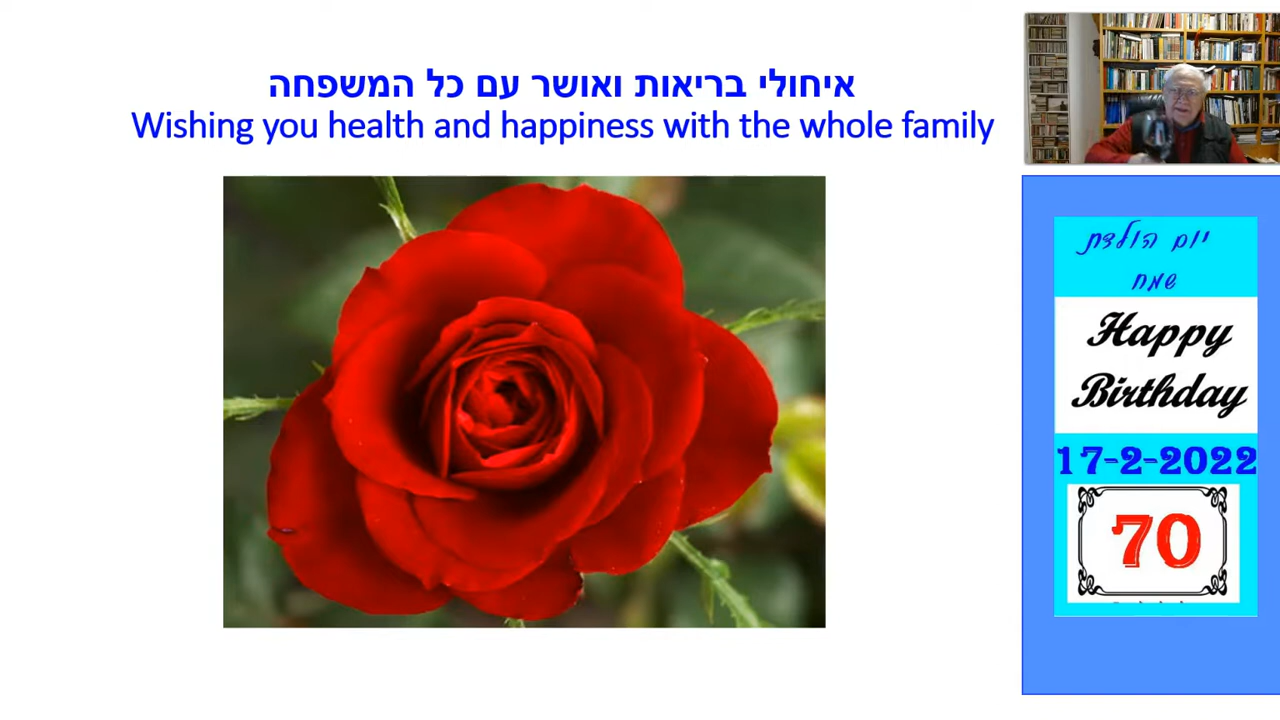 איחולי בריאות ואושר עם כל המשפחה
Wishing you health and happiness with the whole family
יום הולדת
שמח
Happy
Birthday
17-2-2022
70